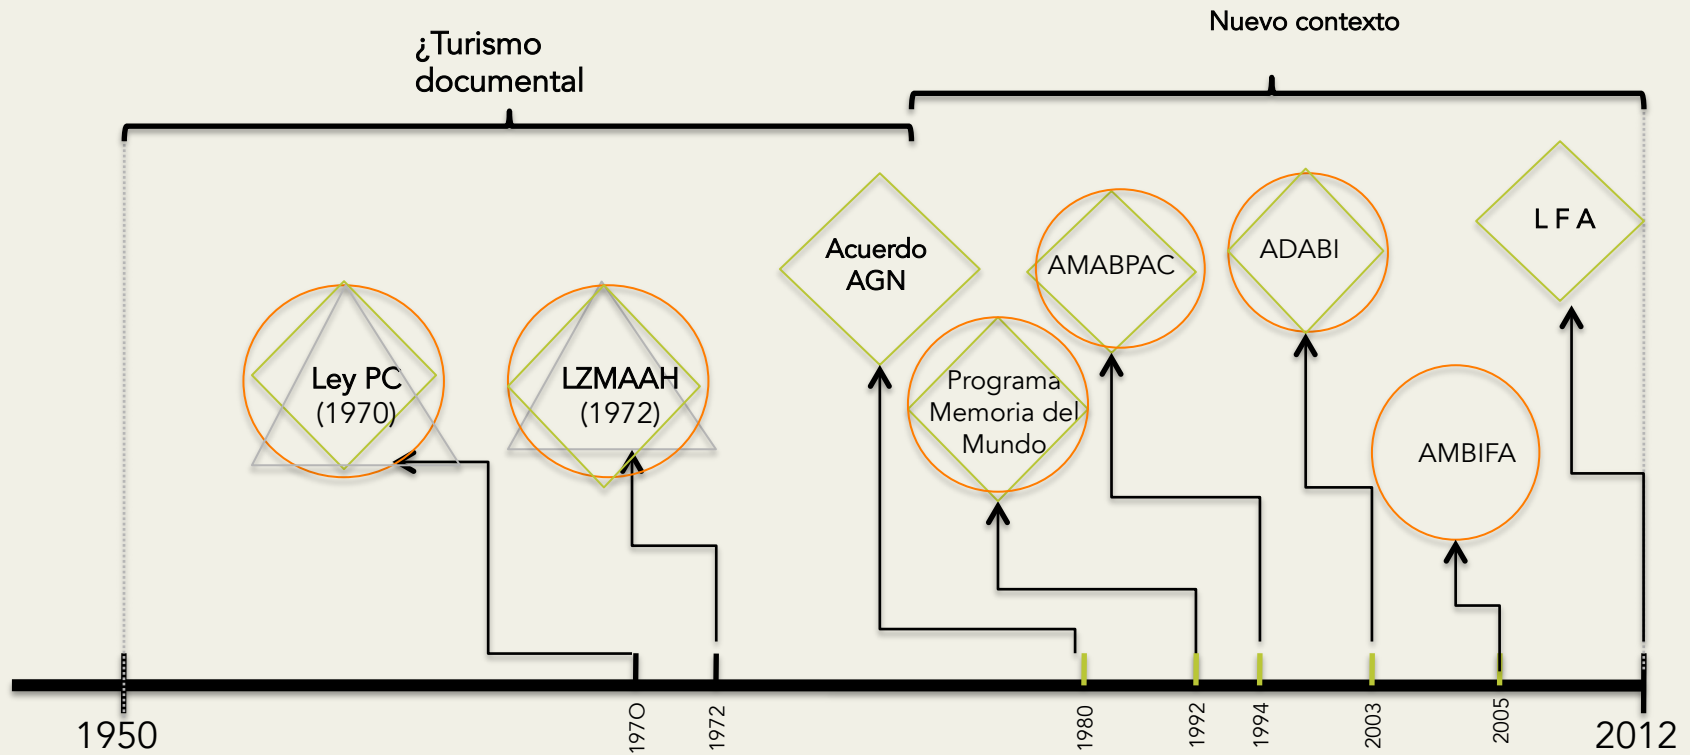 ¿Turismo
documental
Nuevo contexto
Ley PC
(1970)
LZMAAH
(1972)
Acuerdo
AGN
Programa
Memoria del
Mundo
AMABPAC
ADABI
AMBIFA
L F A
1950
197O
1972
1980
1992
1994
2003
2005
2012